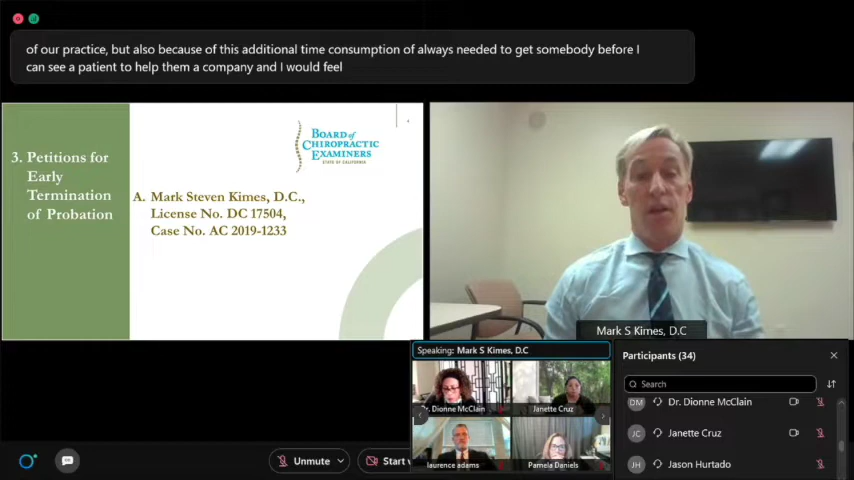 of our practice, but also because of this additional time consumption of always needed to get somebody before I
can see a patient to help them a company and I would feel
3. Petitions for
Early
Termination
of Probation
BOARD of
CHIROPRACTIC
EXAMINERS
STATE OF CALIFORNIA
A. Mark Steven Kimes, D.C.,
License No. DC 17504,
Case No. AC 2019-1233
Mark S Kimes, D.C
Speaking: Mark S Kimes, D.C
Dr. Dionne McClain
Janette Cruz
laurence adams
Pamela Daniels
Participants (34)
Search
DM Dr. Dionne McClain
JC Janette Cruz
JH Jason Hurtado
Unmute
Start